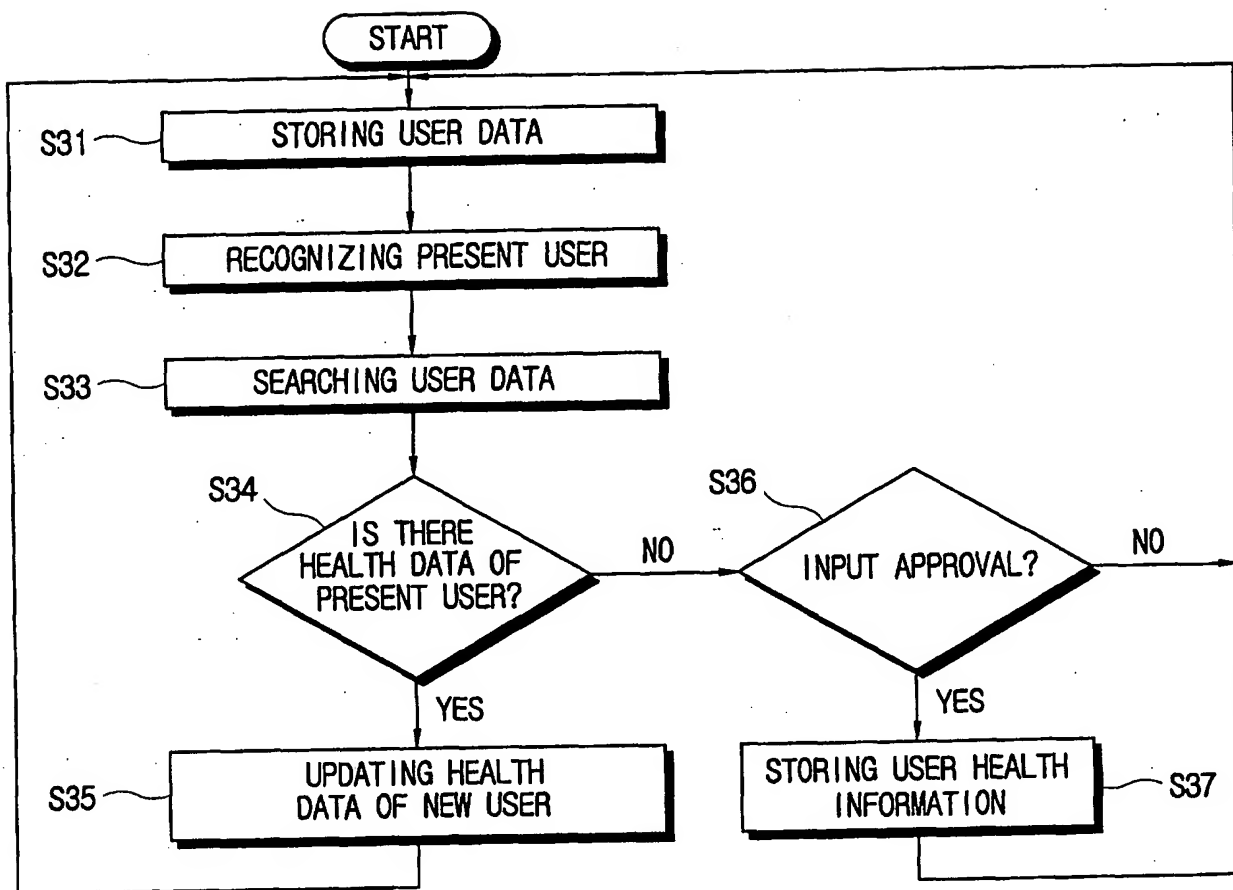 START
S31
STORING USER DATA
S32
RECOGNIZING PRESENT USER
S33
SEARCHING USER DATA
S34
IS THERE
HEALTH DATA OF
PRESENT USER?
NO
S36
INPUT APPROVAL?
NO
YES
YES
S35
UPDATING HEALTH
DATA OF NEW USER
STORING USER HEALTH
INFORMATION
S37